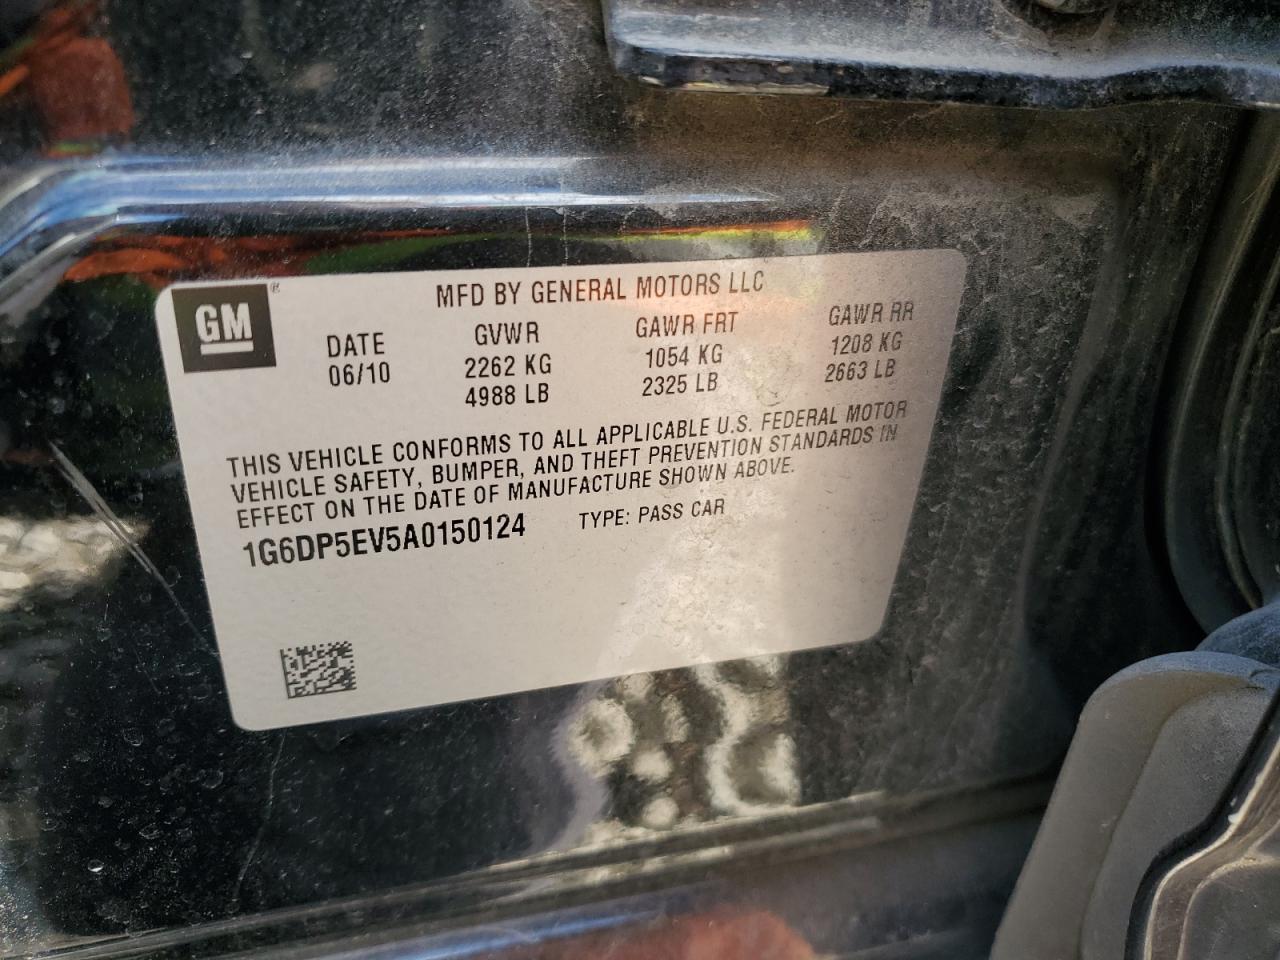 GM ®
MFD BY GENERAL MOTORS LLC
DATE GVWR GAWR FRT GAWR RR
06/10 2262 KG 1054 KG 1208 KG
4988 LB 2325 LB 2663 LB
THIS VEHICLE CONFORMS TO ALL APPLICABLE U.S. FEDERAL MOTOR
VEHICLE SAFETY, BUMPER, AND THEFT PREVENTION STANDARDS IN
EFFECT ON THE DATE OF MANUFACTURE SHOWN ABOVE.
1G6DP5EV5A0150124 TYPE: PASS CAR